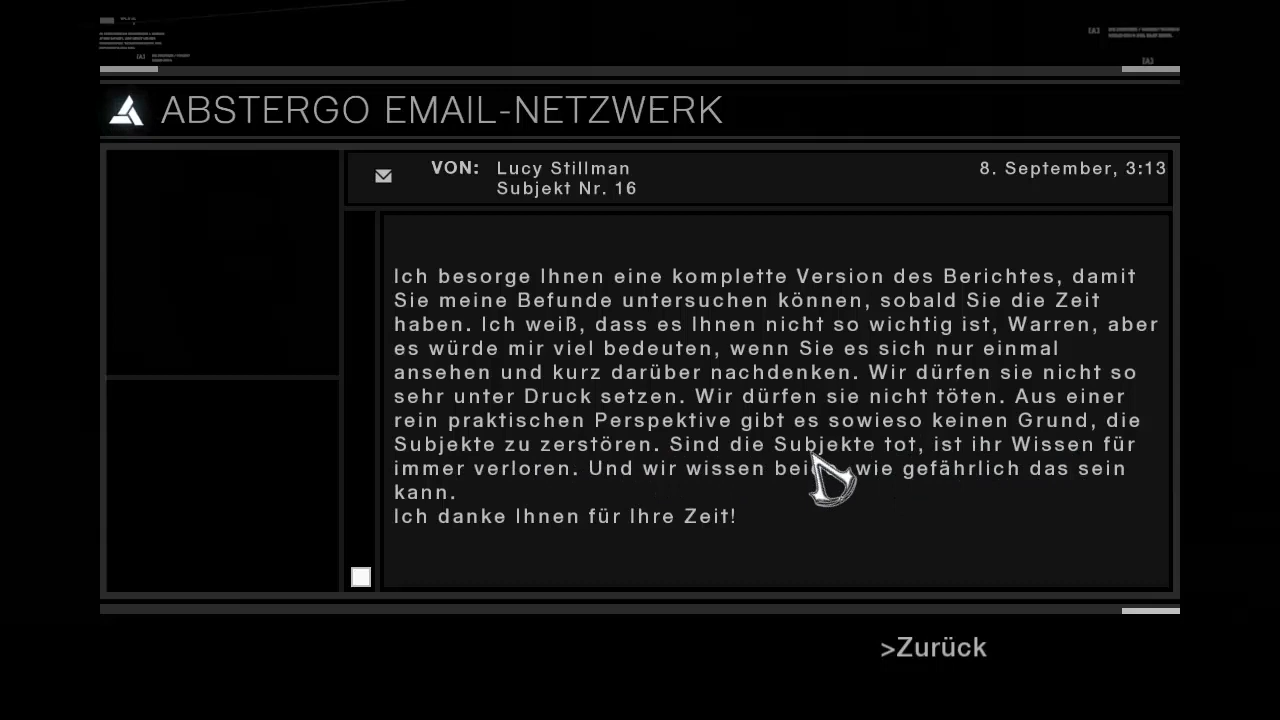 ABSTERGO EMAIL-NETZWERK
VON: Lucy Stillman 8. September, 3:13
Subjekt Nr. 16
Ich besorge Ihnen eine komplette Version des Berichtes, damit
Sie meine Befunde untersuchen können, sobald Sie die Zeit
haben. Ich weiß, dass es Ihnen nicht so wichtig ist, Warren, aber
es würde mir viel bedeuten, wenn Sie es sich nur einmal
ansehen und kurz darüber nachdenken. Wir dürfen sie nicht so
sehr unter Druck setzen. Wir dürfen sie nicht töten. Aus einer
rein praktischen Perspektive gibt es sowieso keinen Grund, die
Subjekte zu zerstören. Sind die Subjekte tot, ist ihr Wissen für
immer verloren. Und wir wissen wie gefährlich das sein
kann.
Ich danke Ihnen für Ihre Zeit!
>Zurück